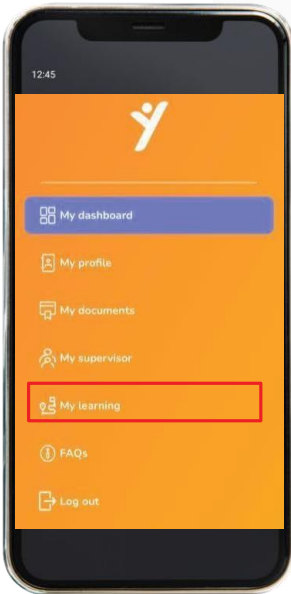 12:45
My dashboard
My profile
My documents
My supervisor
My learning
FAQs
Log out